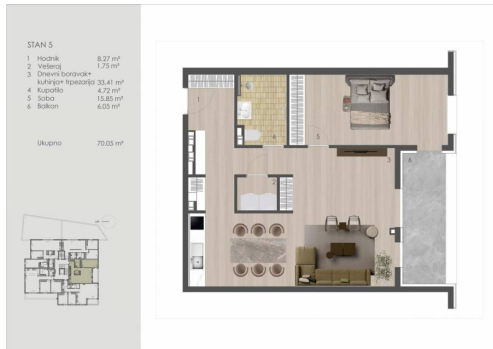 STAN 5
1 Hodnik 8.27 m²
2 Vešeraj 1.75 m²
3 Dnevni boravak+
kuhinja+ trpezarija 33.41 m²
4 Kupatilo 4.72 m²
5 Soba 15.85 m²
6 Balkon 6.05 m²
Ukupno 70.05 m²
1
4
5
3
6
2